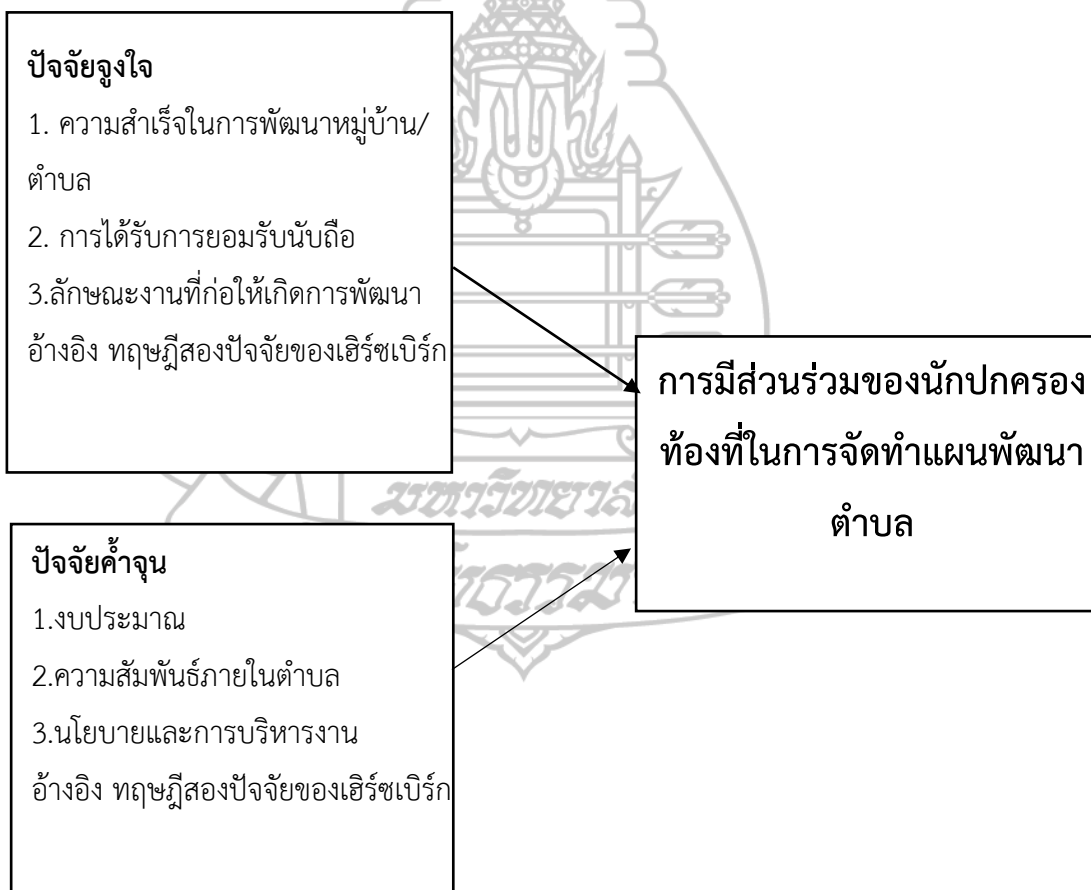 ปัจจัยจูงใจ
1. ความสำเร็จในการพัฒนาหมู่บ้าน/
ตำบล
2. การได้รับการยอมรับนับถือ
3.ลักษณะงานที่ก่อให้เกิดการพัฒนา
อ้างอิง ทฤษฎีสองปัจจัยของเฮิร์ซเบิร์ก
การมีส่วนร่วมของนักปกครอง
ท้องที่ในการจัดทำแผนพัฒนา
ตำบล
ปัจจัยค้ำจุน
1.งบประมาณ
2.ความสัมพันธ์ภายในตำบล
3.นโยบายและการบริหารงาน
อ้างอิง ทฤษฎีสองปัจจัยของเฮิร์ซเบิร์ก